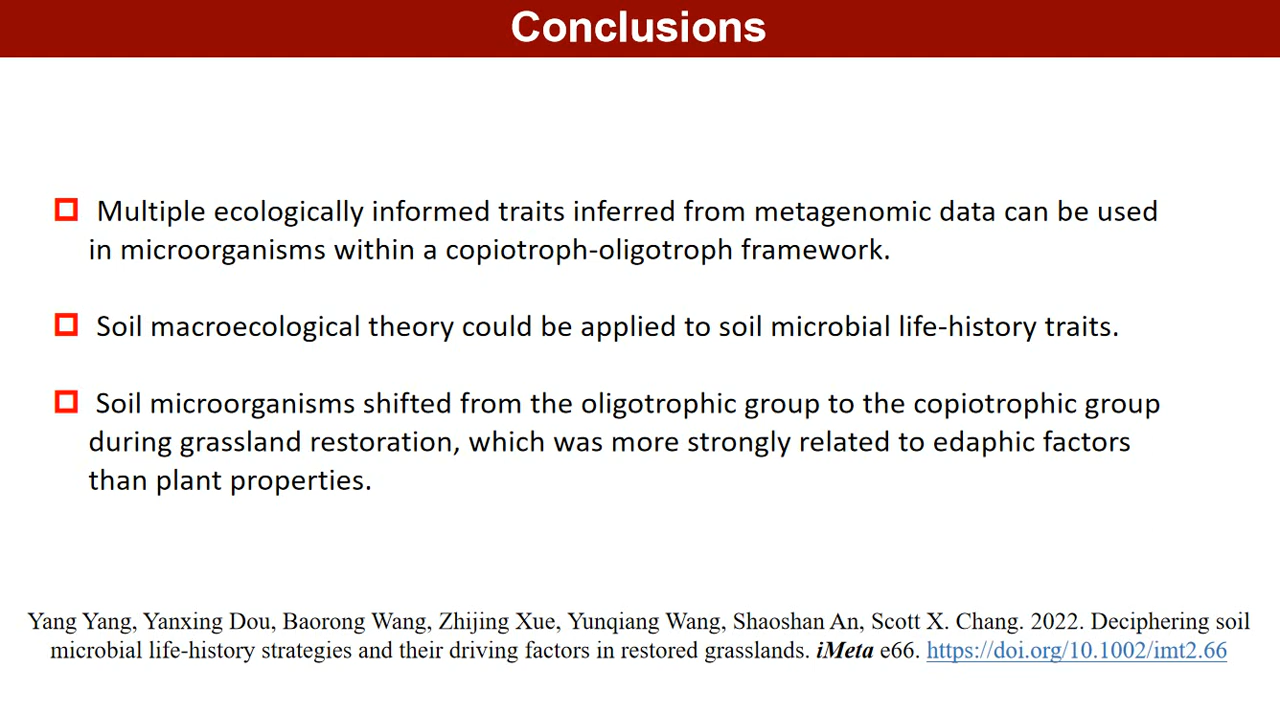 Conclusions
Multiple ecologically informed traits inferred from metagenomic data can be used
in microorganisms within a copiotroph-oligotroph framework.
Soil macroecological theory could be applied to soil microbial life-history traits.
Soil microorganisms shifted from the oligotrophic group to the copiotrophic group
during grassland restoration, which was more strongly related to edaphic factors
than plant properties.
Yang Yang, Yanxing Dou, Baorong Wang, Zhijing Xue, Yunqiang Wang, Shaoshan An, Scott X. Chang. 2022. Deciphering soil
microbial life-history strategies and their driving factors in restored grasslands. iMeta e66. https://doi.org/10.1002/imt2.66